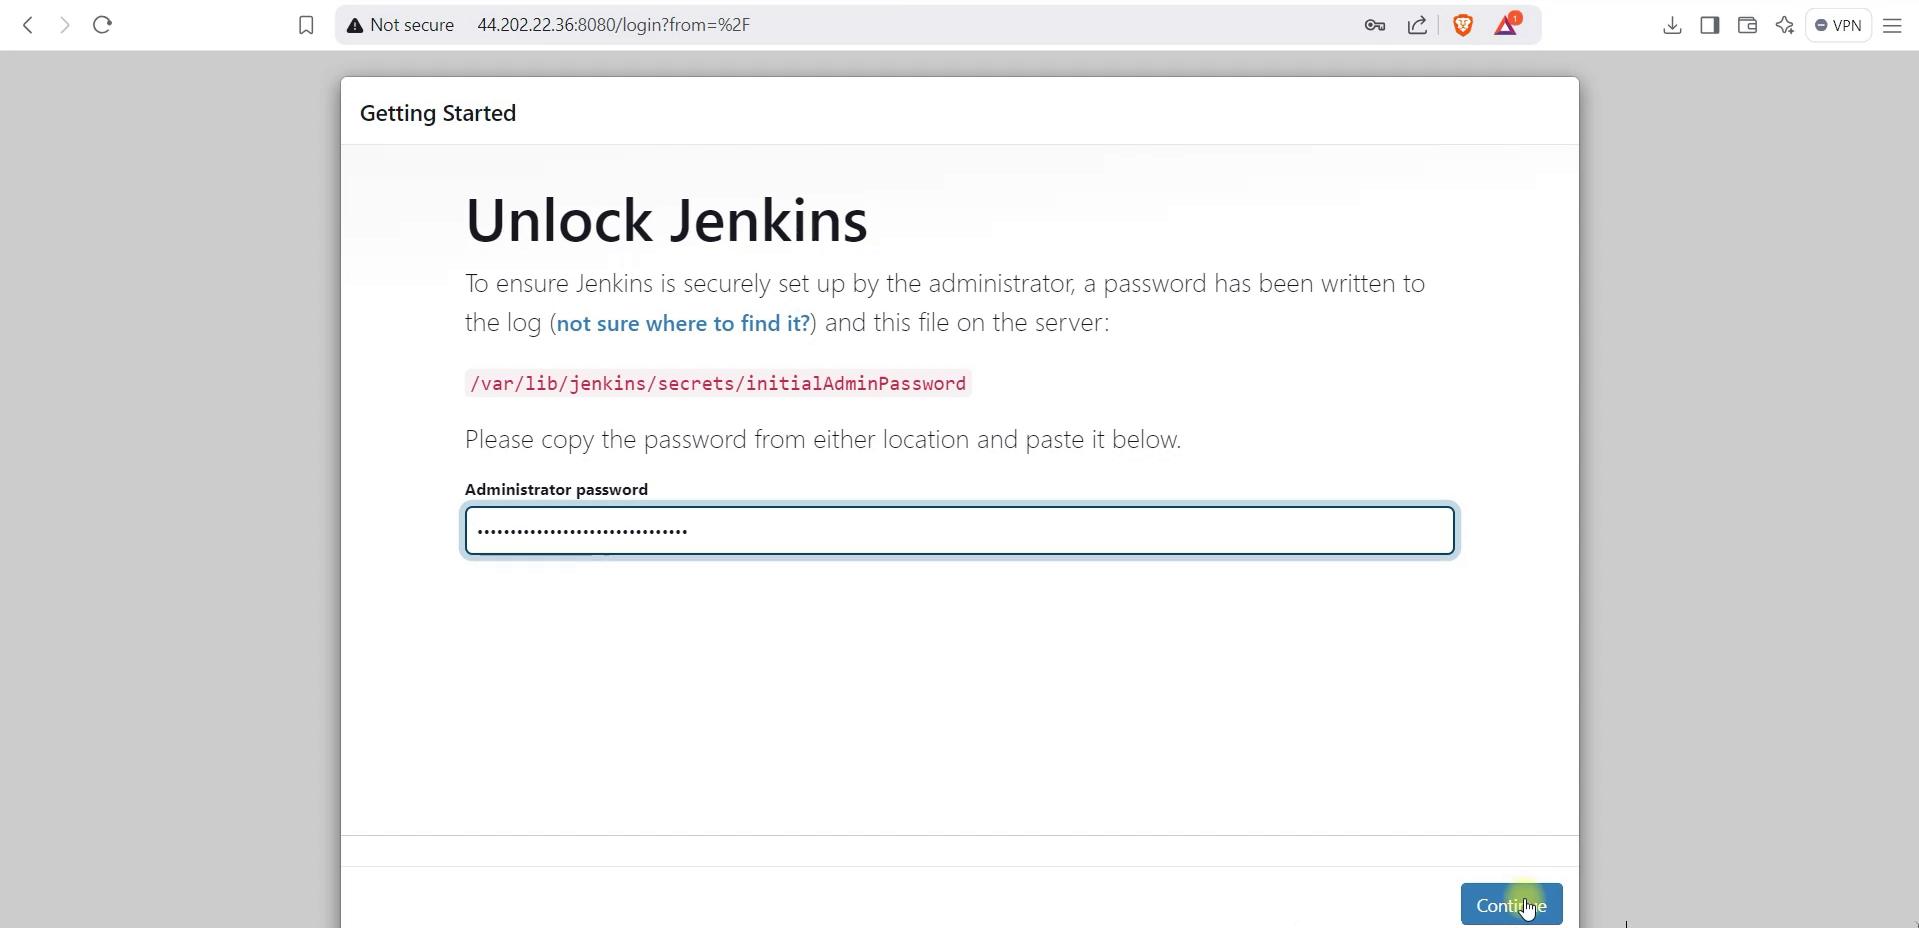 Not secure 44.202.22.36:8080/login?from=%2F
1
VPN
Getting Started
Unlock Jenkins
To ensure Jenkins is securely set up by the administrator, a password has been written to
the log (not sure where to find it?) and this file on the server:
/var/lib/jenkins/secrets/initialAdminPassword
Please copy the password from either location and paste it below.
Administrator password
••••••••••••••••••••••••••••••••
Continue